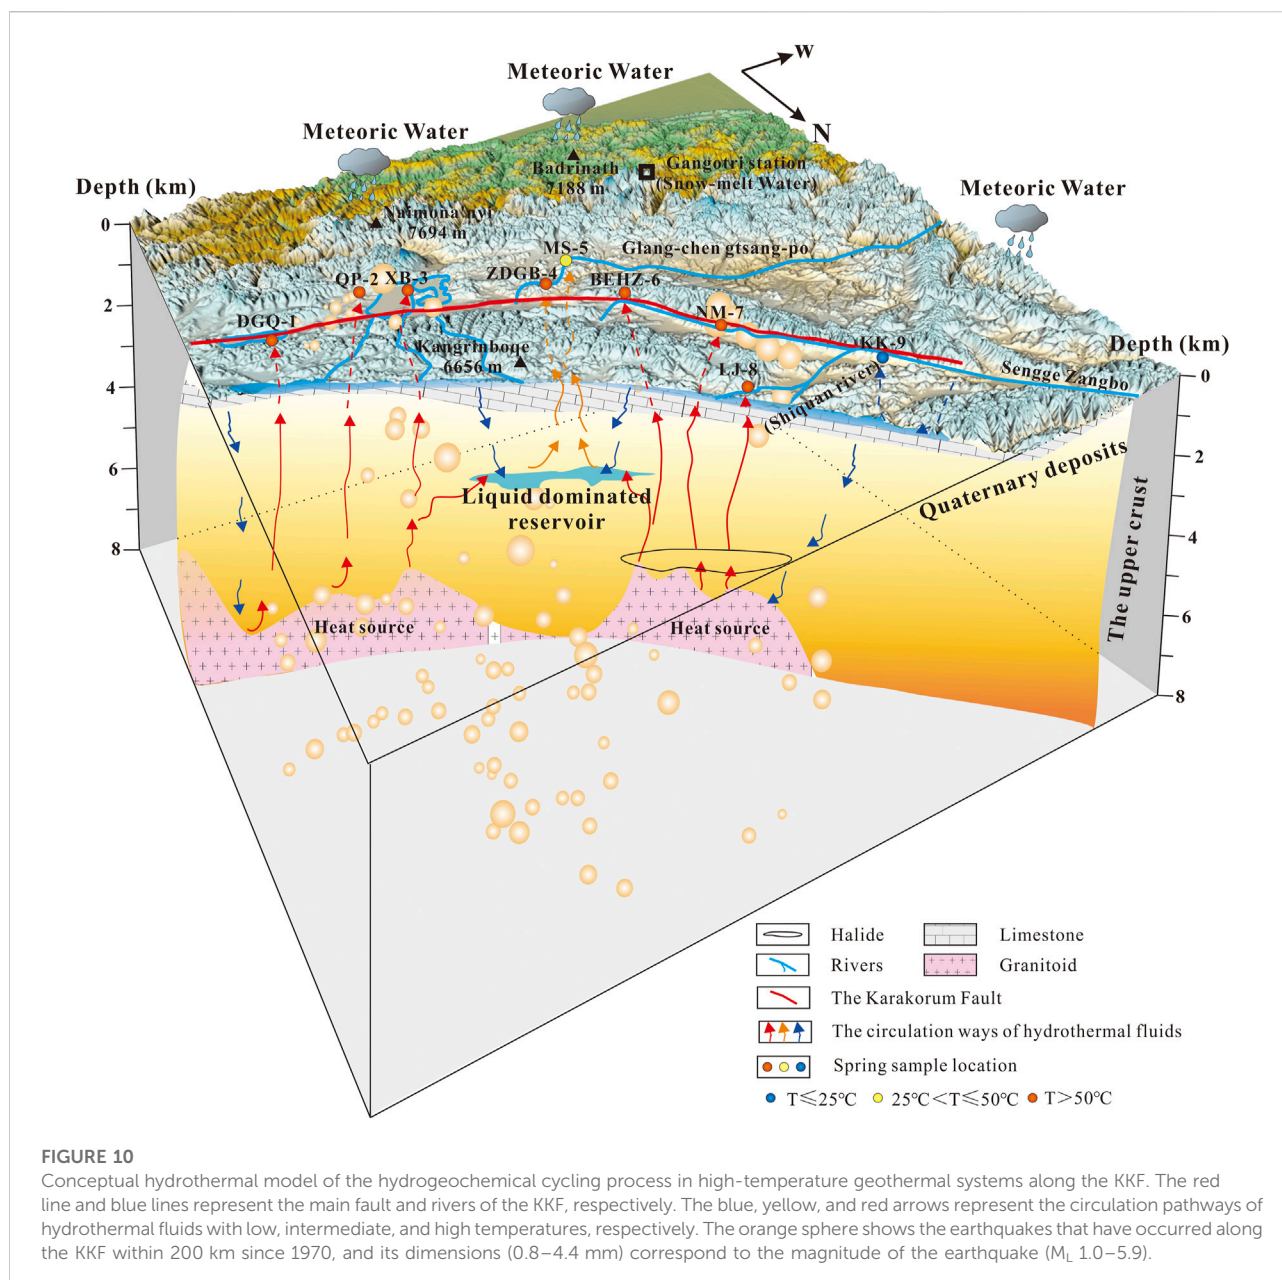 W
Meteoric Water
N
Meteoric Water
Badrinath
7188 m
Gangotri station
(Snow-melt Water)
Depth (km)
Meteoric Water
0
Naimona'nyi
7694 m
MS-5
Glang-chen gtsang-po
QP-2
XB-3
ZDGB-4
BEHZ-6
2
DGQ-1
NM-7
Kangrinboqe
6656 m
KK-9
Depth (km)
LJ-8
0
Sengge Zangbo
4
(Shiquan river)
2
6
Liquid dominated
reservoir
Quaternary deposits
8
4
The upper crust
6
Heat source
Heat source
8
Halide
Limestone
Rivers
Granitoid
The Karakorum Fault
The circulation ways of hydrothermal fluids
Spring sample location
T≤25℃ 25℃<T≤50℃ T>50℃
FIGURE 10
Conceptual hydrothermal model of the hydrogeochemical cycling process in high-temperature geothermal systems along the KKF. The red
line and blue lines represent the main fault and rivers of the KKF, respectively. The blue, yellow, and red arrows represent the circulation pathways of
hydrothermal fluids with low, intermediate, and high temperatures, respectively. The orange sphere shows the earthquakes that have occurred along
the KKF within 200 km since 1970, and its dimensions (0.8–4.4 mm) correspond to the magnitude of the earthquake (ML 1.0–5.9).